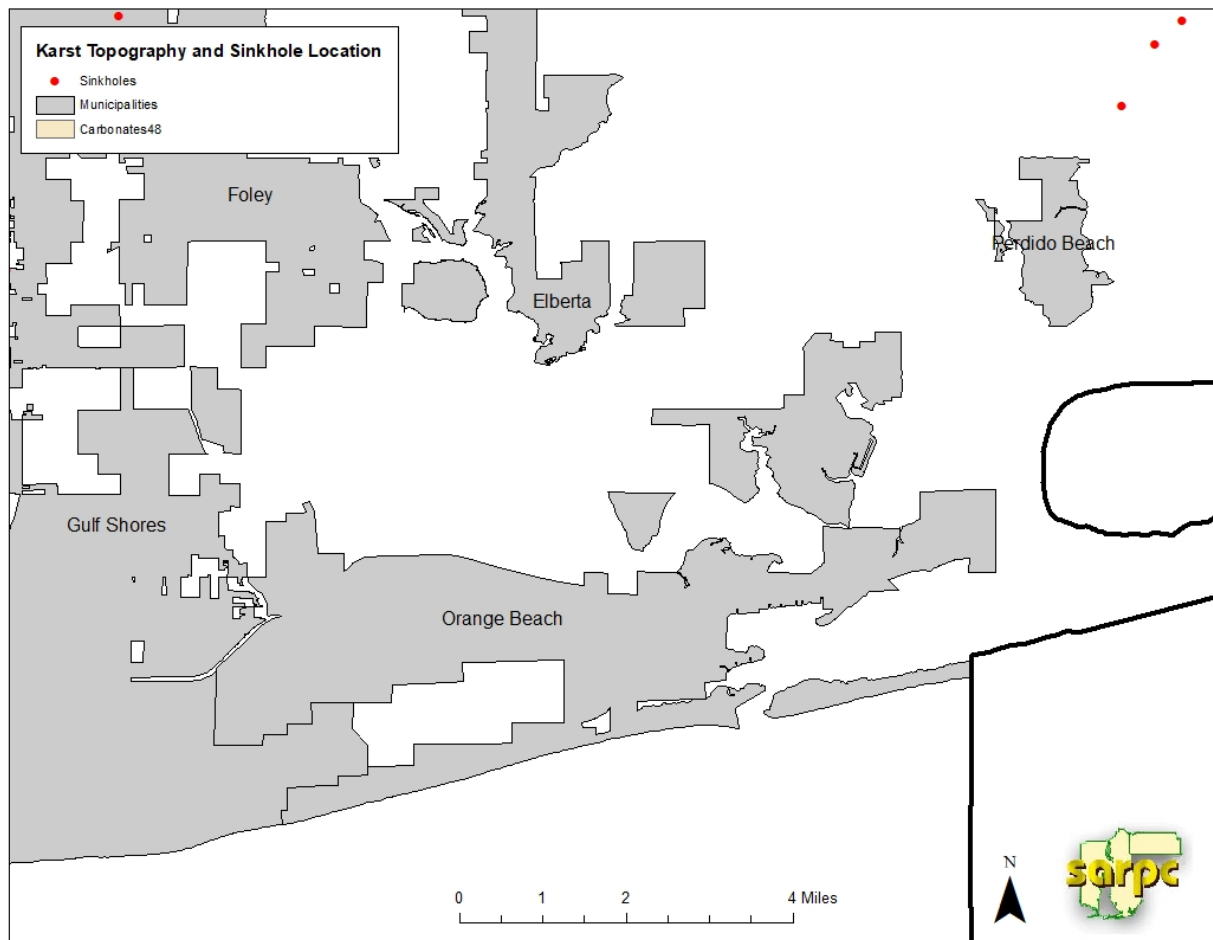 Karst Topography and Sinkhole Location
Sinkholes
Municipalities
Carbonates48
Foley
Perdido Beach
Elberta
Gulf Shores
Orange Beach
N
sarpc
0 1 2 4 Miles